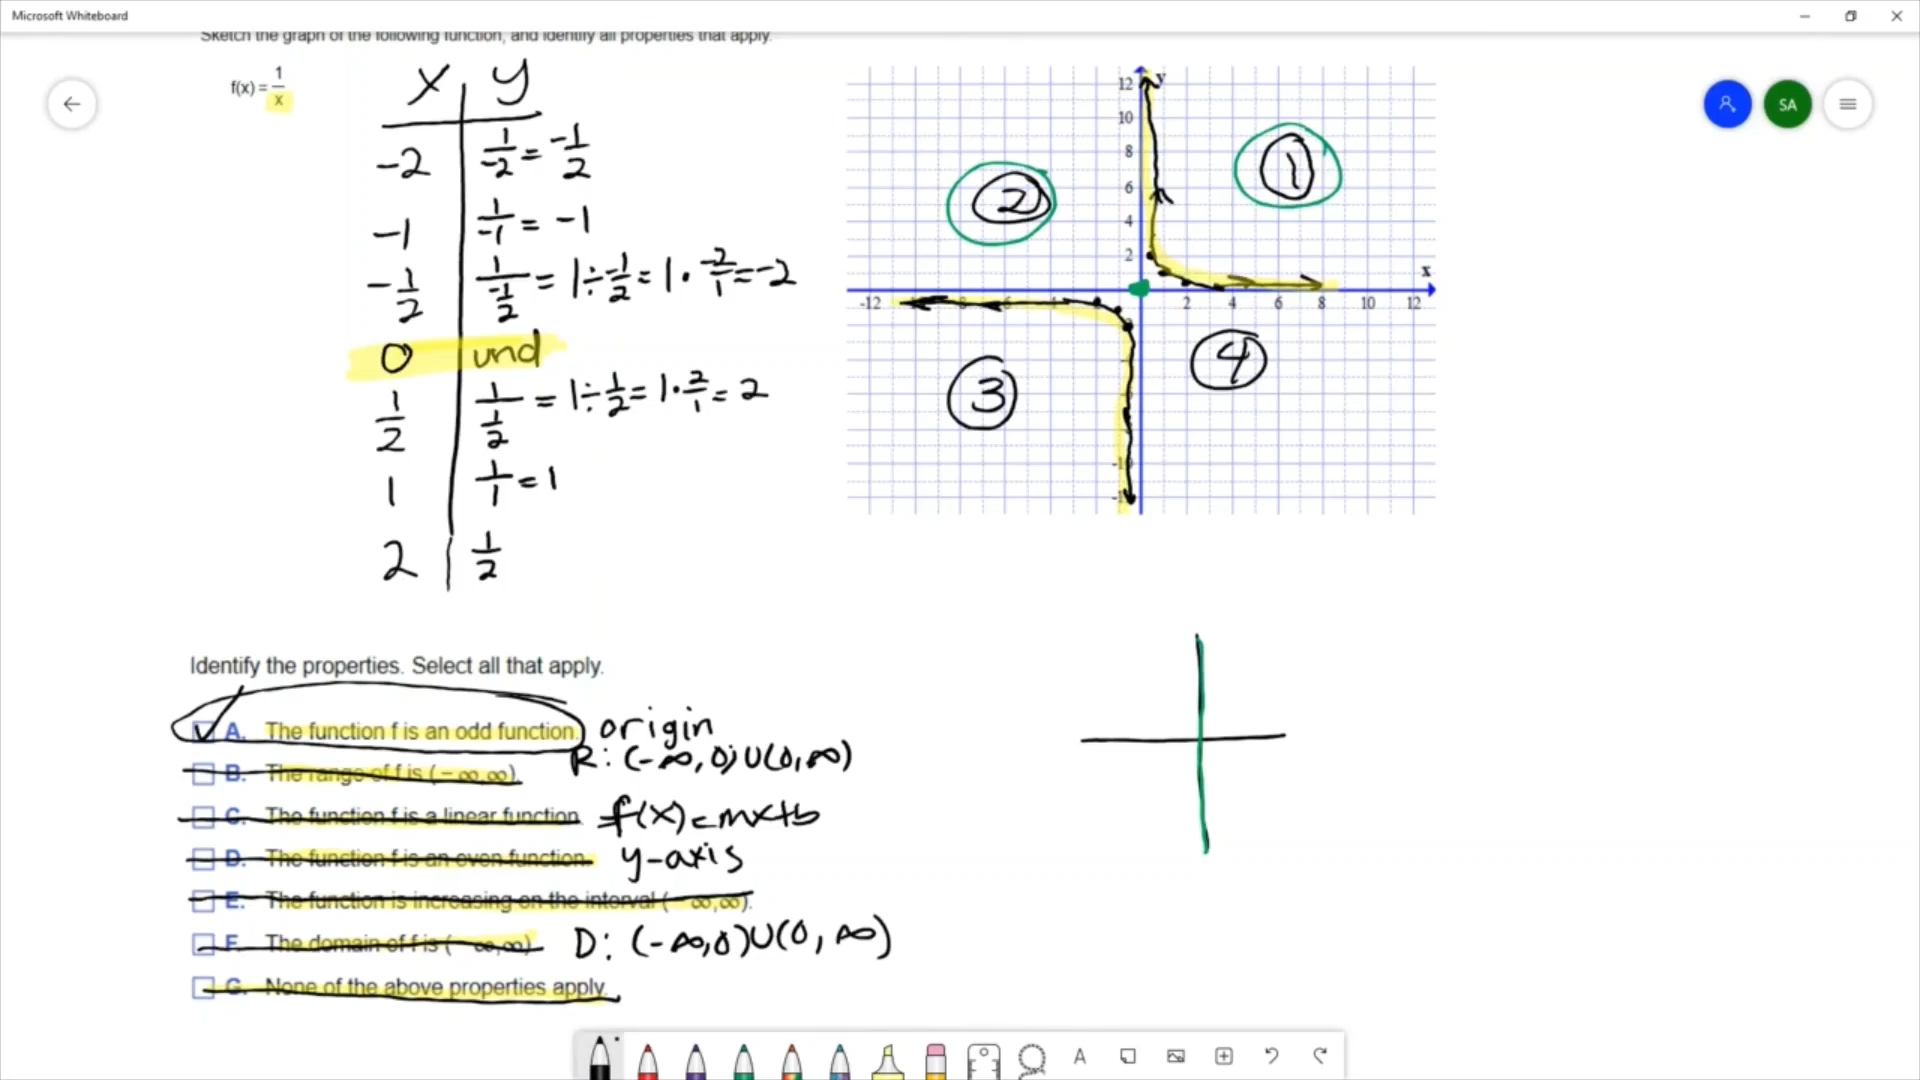 Microsoft Whiteboard
Sketch the graph of the following function, and identify all properties that apply.
f(x) = 1/x
SA
x y
-2 1/-2 = -1/2
-1 1/-1 = -1
-1/2 1/(-1/2) = 1 ÷ -1/2 = 1 · -2/1 = -2
0 und
1/2 1/(1/2) = 1 ÷ 1/2 = 1 · 2/1 = 2
1 1/1 = 1
2 1/2
y
12
10
8
6
4
2
x
-12 -8 -6 -4 2 4 6 8 10 12
-10
1
2
3
4
Identify the properties. Select all that apply.
A. The function f is an odd function. origin
B. The range of f is (-∞,∞). R: (-∞, 0) U (0, ∞)
C. The function f is a linear function. f(x) = mx+b
D. The function f is an even function. y-axis
E. The function is increasing on the interval (-∞,∞).
F. The domain of f is (-∞,∞). D: (-∞,0) U (0, ∞)
G. None of the above properties apply.
A